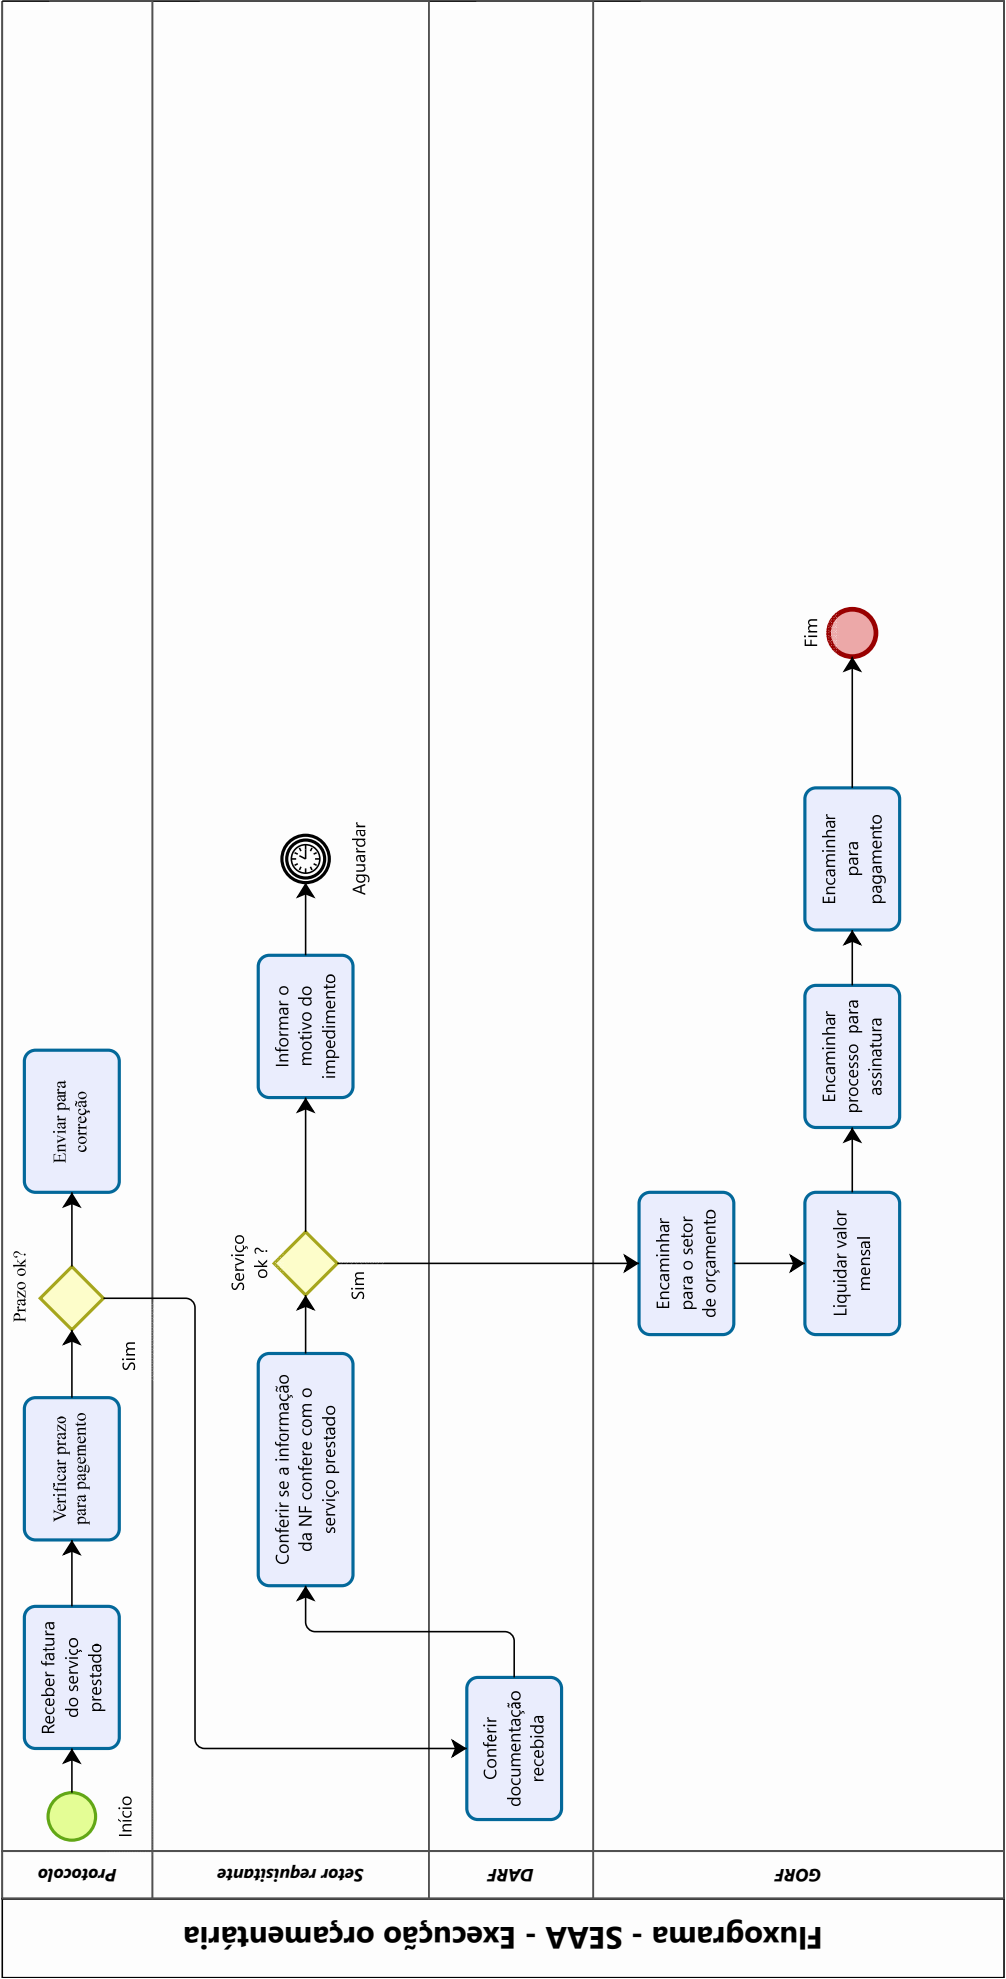 Fluxograma - SEAA - Execução orçamentária
Protocolo
Início
Receber fatura
do serviço
prestado
Verificar prazo
para pagemento
Prazo ok?
Sim
Enviar para
correção
Setor requisitante
Conferir se a informação
da NF confere com o
serviço prestado
Serviço
ok ?
Sim
Informar o
motivo do
impedimento
Aguardar
DARF
Conferir
documentação
recebida
GORF
Encaminhar
para o setor
de orçamento
Liquidar valor
mensal
Encaminhar
processo para
assinatura
Encaminhar
para
pagamento
Fim